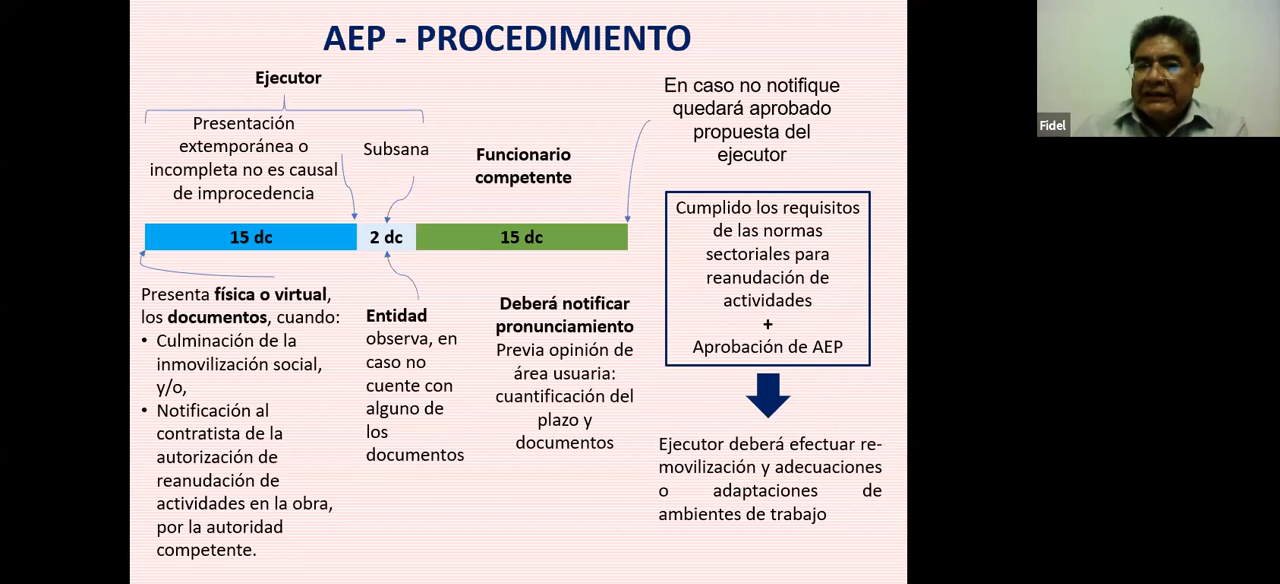 AEP - PROCEDIMIENTO
Ejecutor
Presentación
extemporánea o
incompleta no es causal
de improcedencia
Subsana
Funcionario
competente
En caso no notifique
quedará aprobado
propuesta del
ejecutor
15 dc
2 dc
15 dc
Presenta física o virtual,
los documentos, cuando:
• Culminación de la
inmovilización social,
y/o,
• Notificación al
contratista de la
autorización de
reanudación de
actividades en la obra,
por la autoridad
competente.
Entidad
observa, en
caso no
cuente con
alguno de
los
documentos
Deberá notificar
pronunciamiento
Previa opinión de
área usuaria:
cuantificación del
plazo y
documentos
Cumplido los requisitos
de las normas
sectoriales para
reanudación de
actividades
+
Aprobación de AEP
Ejecutor deberá efectuar re-
movilización y adecuaciones
o adaptaciones de
ambientes de trabajo
Fidel